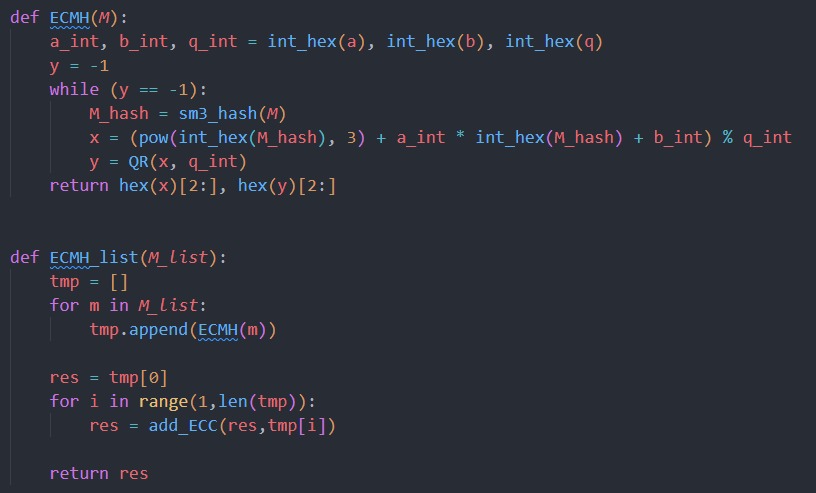 def ECMH(M):
    a_int, b_int, q_int = int_hex(a), int_hex(b), int_hex(q)
    y = -1
    while (y == -1):
        M_hash = sm3_hash(M)
        x = (pow(int_hex(M_hash), 3) + a_int * int_hex(M_hash) + b_int) % q_int
        y = QR(x, q_int)
    return hex(x)[2:], hex(y)[2:]
def ECMH_list(M_list):
    tmp = []
    for m in M_list:
        tmp.append(ECMH(m))
    res = tmp[0]
    for i in range(1,len(tmp)):
        res = add_ECC(res,tmp[i])
    return res